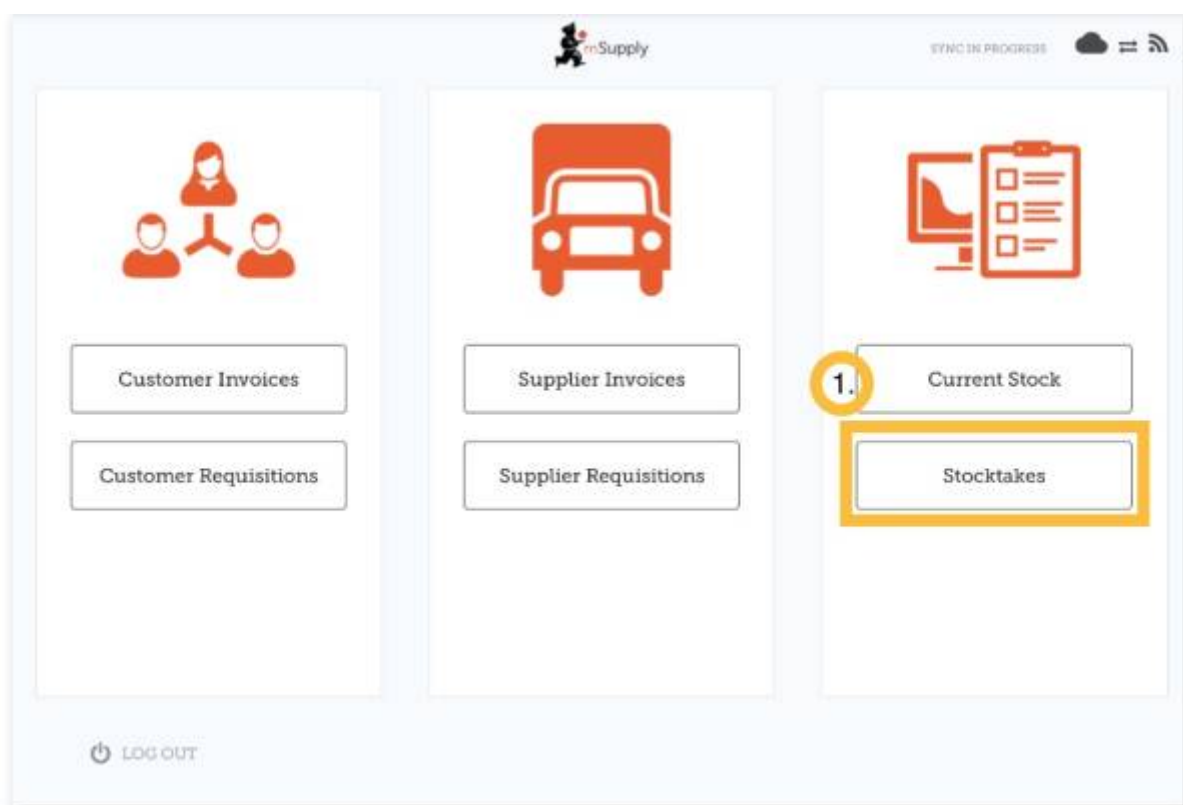 mSupply
SYNC IN PROGRESS
Customer Invoices
Supplier Invoices
1.
Current Stock
Customer Requisitions
Supplier Requisitions
Stocktakes
LOG OUT